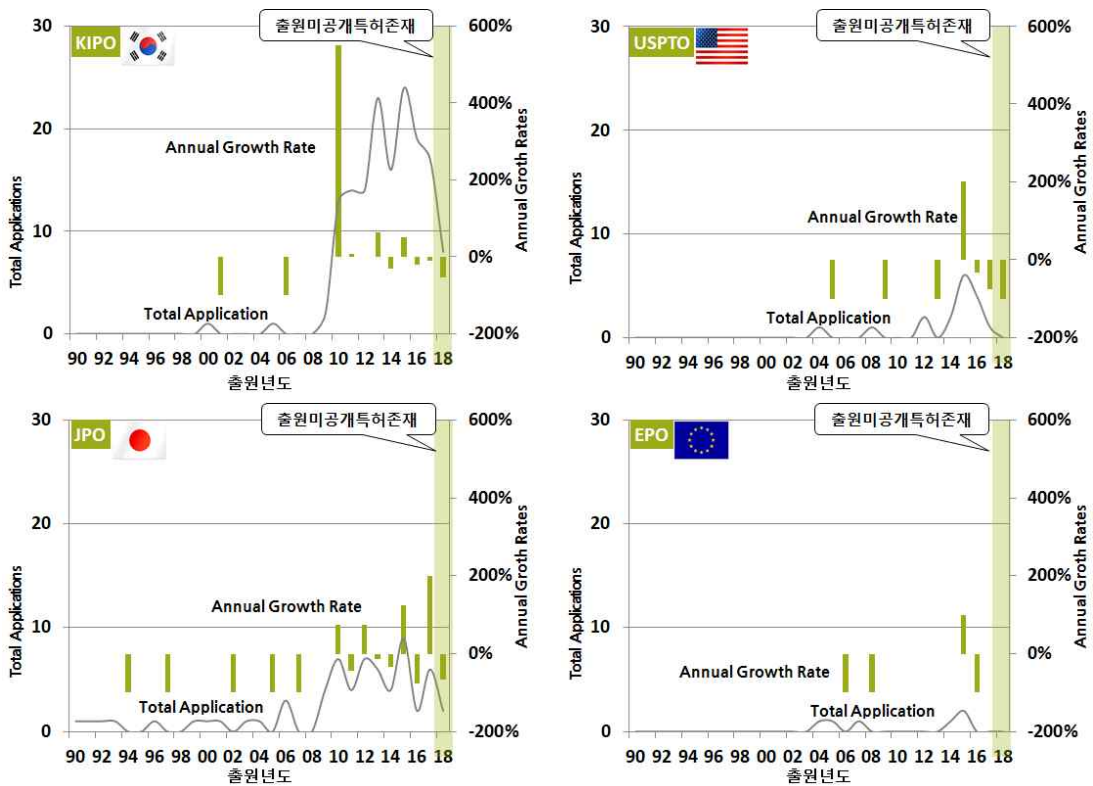 출원미공개특허존재
KIPO
30
20
10
0
600%
400%
200%
0%
-200%
Total Applications
Annual Groth Rates
Annual Growth Rate
Total Application
90 92 94 96 98 00 02 04 06 08 10 12 14 16 18
출원년도
출원미공개특허존재
USPTO
30
20
10
0
600%
400%
200%
0%
-200%
Total Applications
Annual Groth Rates
Annual Growth Rate
Total Application
90 92 94 96 98 00 02 04 06 08 10 12 14 16 18
출원년도
출원미공개특허존재
JPO
30
20
10
0
600%
400%
200%
0%
-200%
Total Applications
Annual Groth Rates
Annual Growth Rate
Total Application
90 92 94 96 98 00 02 04 06 08 10 12 14 16 18
출원년도
출원미공개특허존재
EPO
30
20
10
0
600%
400%
200%
0%
-200%
Total Applications
Annual Groth Rates
Annual Growth Rate
Total Application
90 92 94 96 98 00 02 04 06 08 10 12 14 16 18
출원년도